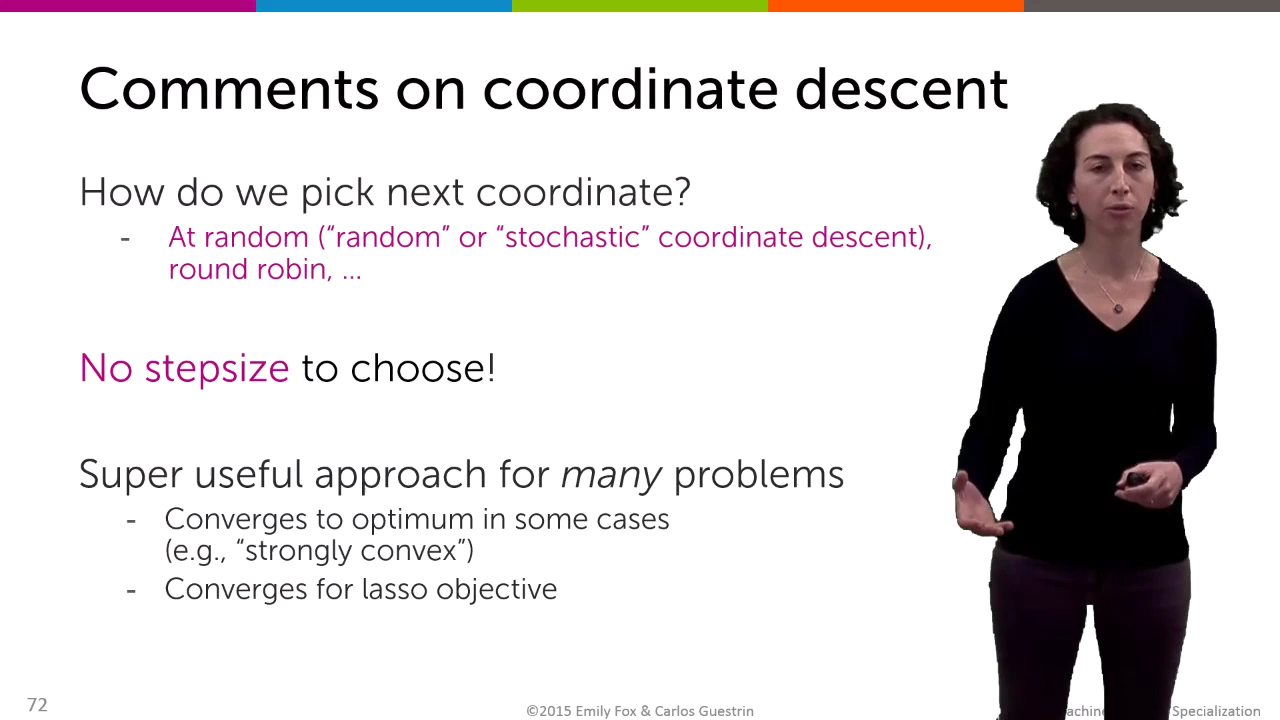 Comments on coordinate descent
How do we pick next coordinate?
- At random (“random” or “stochastic” coordinate descent),
round robin, ...
No stepsize to choose!
Super useful approach for many problems
- Converges to optimum in some cases
(e.g., “strongly convex”)
- Converges for lasso objective
72
©2015 Emily Fox & Carlos Guestrin
Specialization